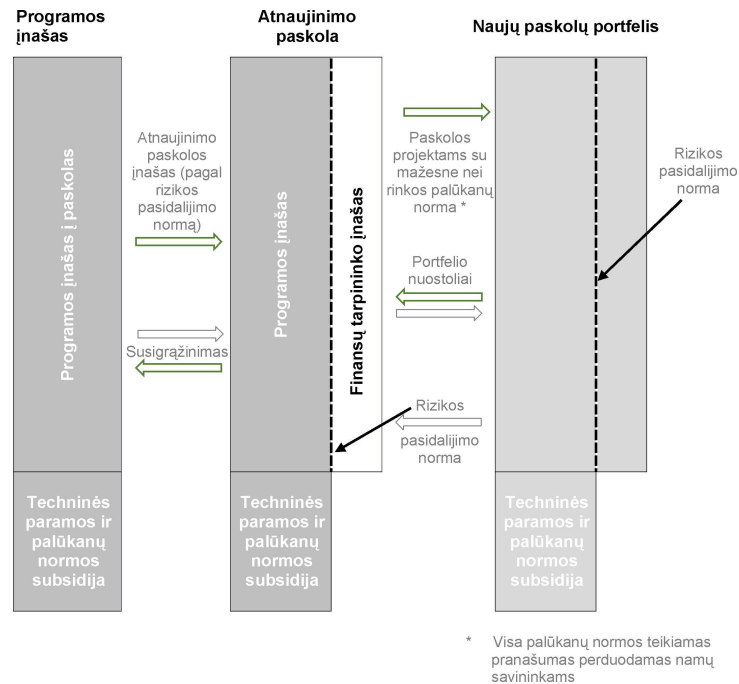 Programos
įnašas
Atnaujinimo
paskola
Naujų paskolų portfelis
Programos įnašas į paskolas
Atnaujinimo
paskolos
įnašas (pagal
rizikos
pasidalijimo
normą)
Susigrąžinimas
Programos įnašas
Finansų tarpininko įnašas
Paskolos
projektams su
mažesne nei
rinkos palūkanų
norma *
Portfelio
nuostoliai
Rizikos
pasidalijimo
norma
Rizikos
pasidalijimo
norma
Techninės
paramos ir
palūkanų
normos
subsidija
Techninės
paramos ir
palūkanų
normos
subsidija
Techninės
paramos ir
palūkanų
normos
subsidija
* Visa palūkanų normos teikiamas
pranašumas perduodamas namų
savininkams